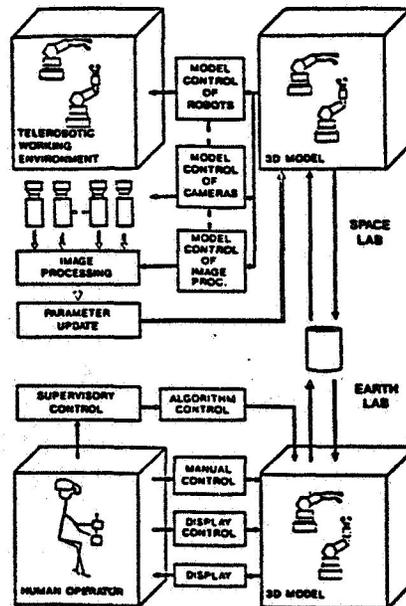 TELEROBOTIC
WORKING
ENVIRONMENT
MODEL
CONTROL
OF
ROBOTS
3D MODEL
MODEL
CONTROL
OF
CAMERAS
MODEL
CONTROL
OF IMAGE
PROC.
IMAGE
PROCESSING
PARAMETER
UPDATE
SPACE
LAB
EARTH
LAB
SUPERVISORY
CONTROL
ALGORITHM
CONTROL
MANUAL
CONTROL
DISPLAY
CONTROL
DISPLAY
HUMAN OPERATOR
3D MODEL